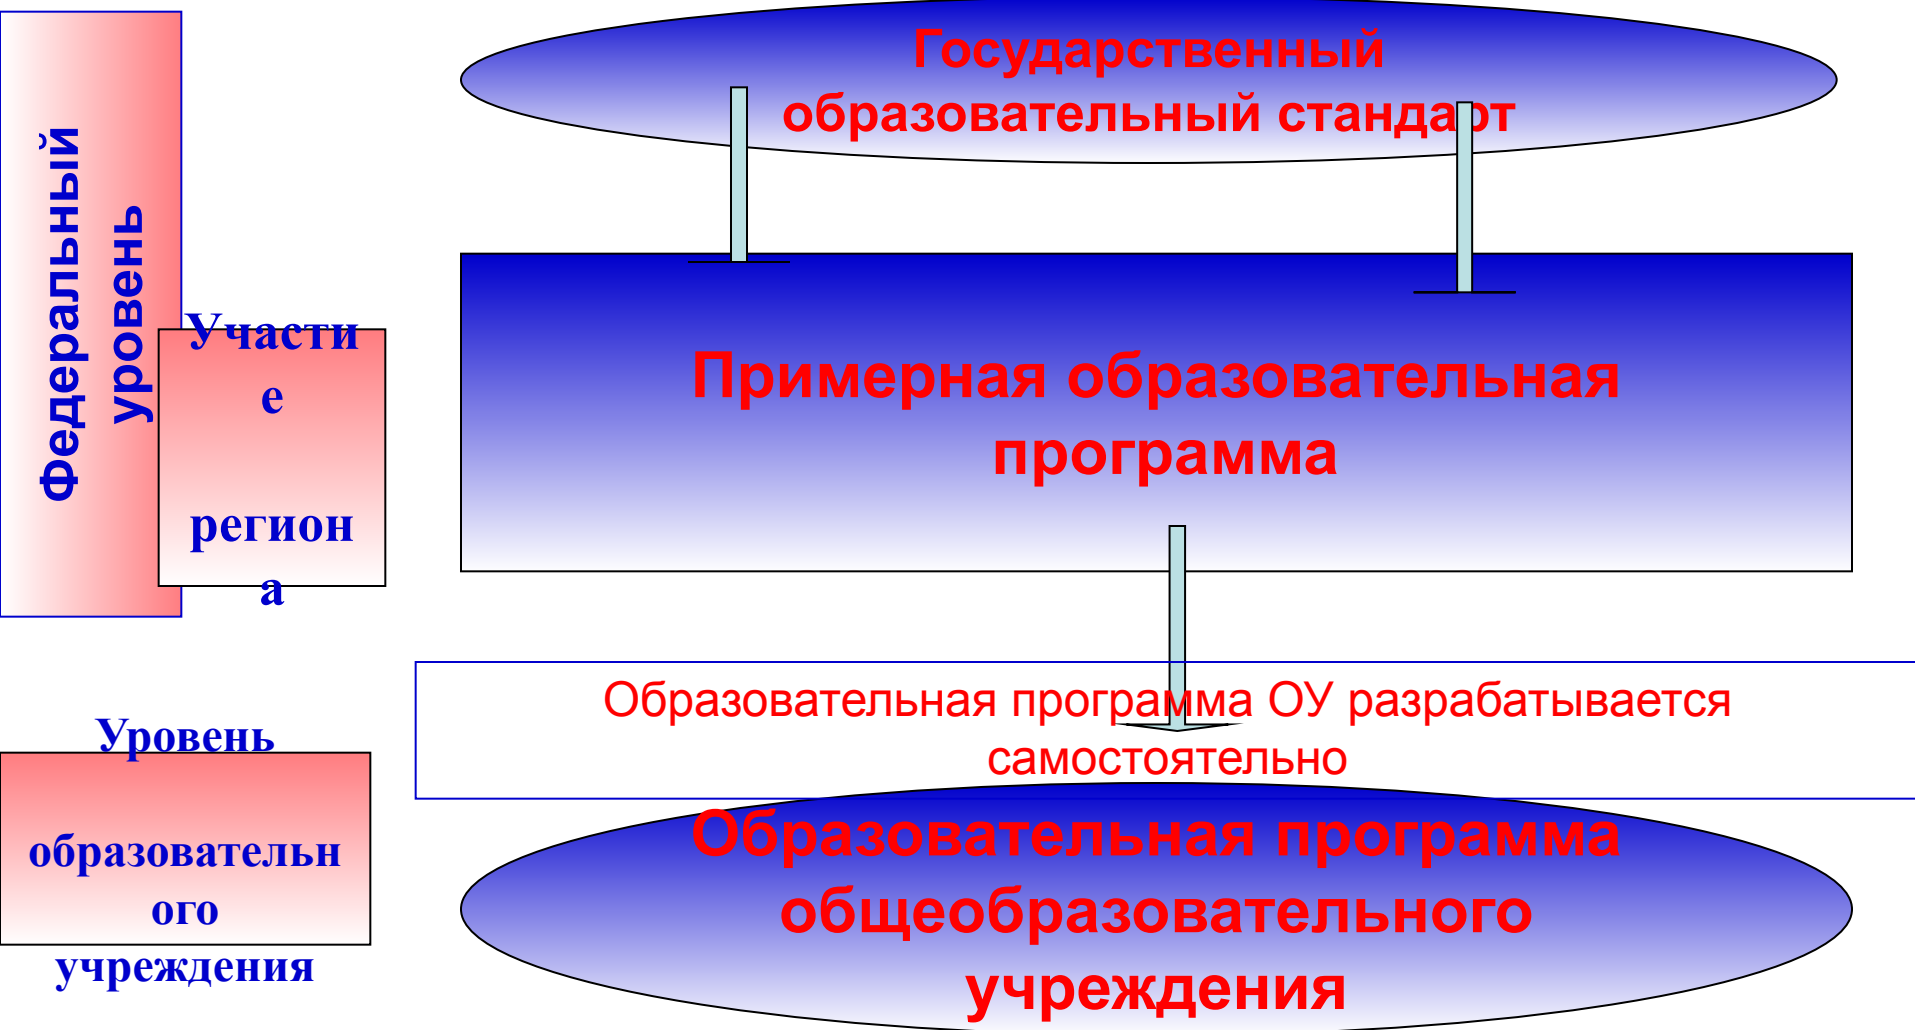 Государственный
образовательный стандарт
Федеральный
уровень
Участи
е
регион
а
Примерная образовательная
программа
Образовательная программа ОУ разрабатывается
самостоятельно
Уровень
образовательн
ого
учреждения
Образовательная программа
общеобразовательного
учреждения